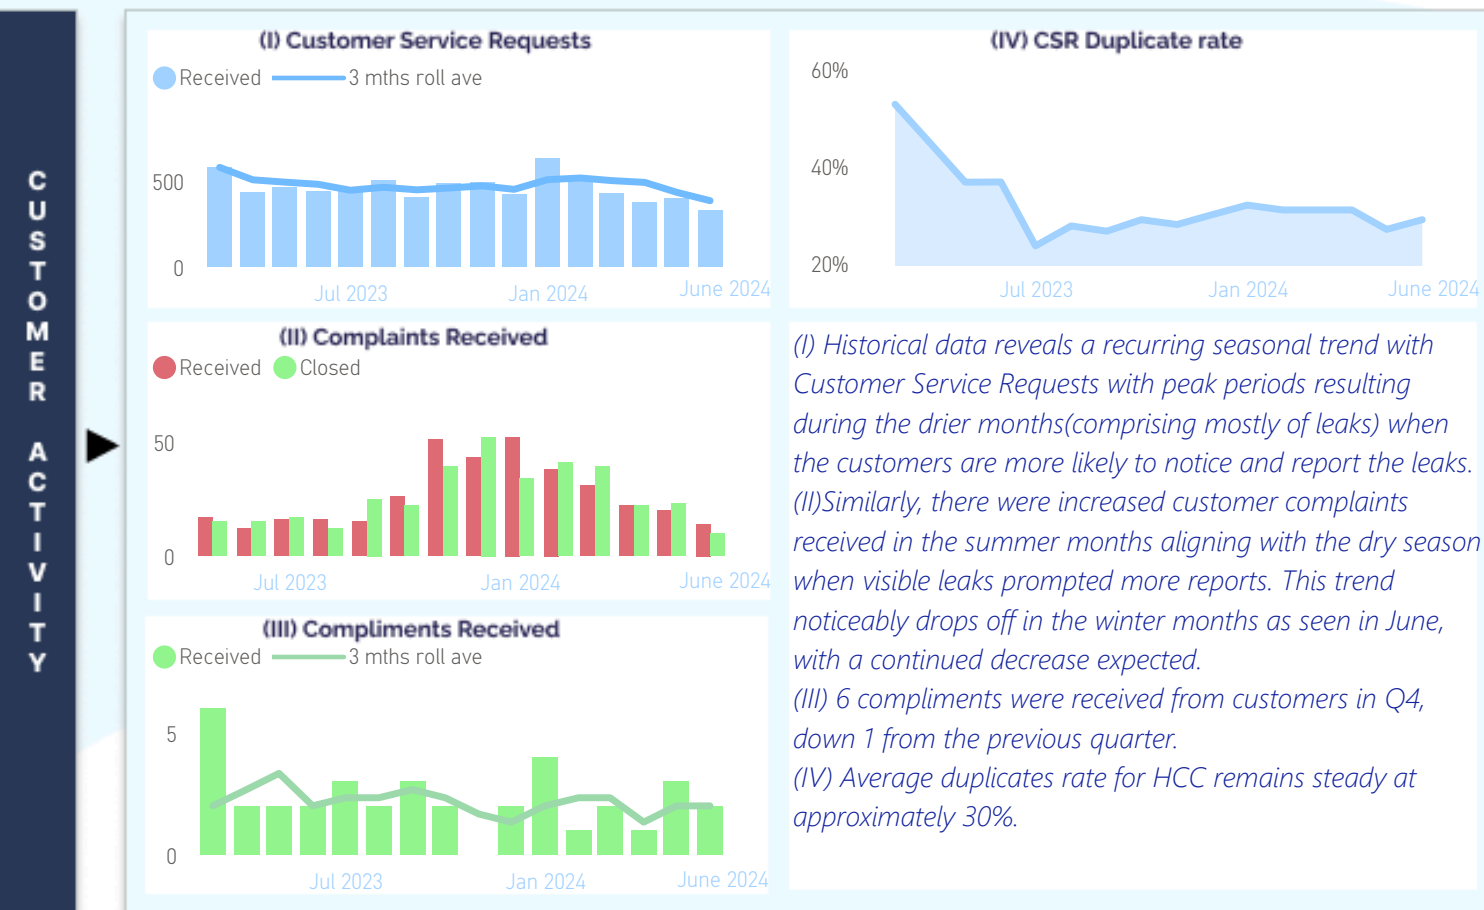 CUSTOMER ACTIVITY
(I) Customer Service Requests
Received 3 mths roll ave
500
0
Jul 2023 Jan 2024 June 2024
(II) Complaints Received
Received Closed
50
0
Jul 2023 Jan 2024 June 2024
(III) Compliments Received
Received 3 mths roll ave
5
0
Jul 2023 Jan 2024 June 2024
(IV) CSR Duplicate rate
60%
40%
20%
Jul 2023 Jan 2024 June 2024
(I) Historical data reveals a recurring seasonal trend with
Customer Service Requests with peak periods resulting
during the drier months(comprising mostly of leaks) when
the customers are more likely to notice and report the leaks.
(II)Similarly, there were increased customer complaints
received in the summer months aligning with the dry season
when visible leaks prompted more reports. This trend
noticeably drops off in the winter months as seen in June,
with a continued decrease expected.
(III) 6 compliments were received from customers in Q4,
down 1 from the previous quarter.
(IV) Average duplicates rate for HCC remains steady at
approximately 30%.